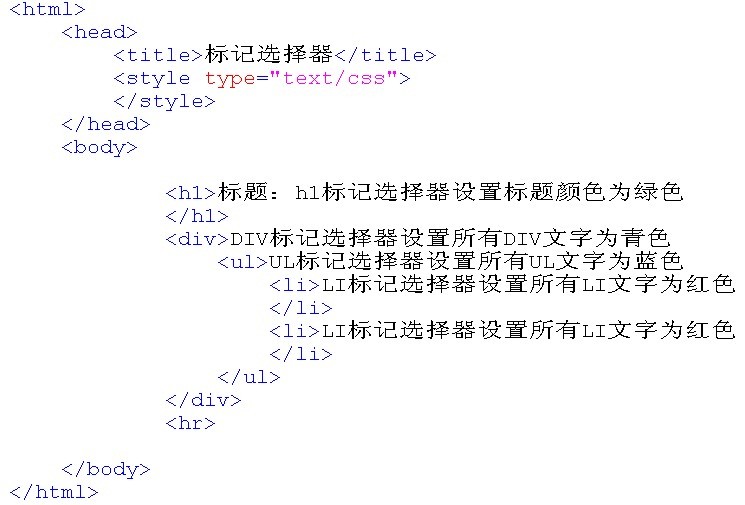 <html>
<head>
<title>标记选择器</title>
<style type="text/css">
</style>
</head>
<body>
<h1>标题：h1标记选择器设置标题颜色为绿色
</h1>
<div>DIV标记选择器设置所有DIV文字为青色
<ul>UL标记选择器设置所有UL文字为蓝色
<li>LI标记选择器设置所有LI文字为红色
</li>
<li>LI标记选择器设置所有LI文字为红色
</li>
</ul>
</div>
<hr>
</body>
</html>